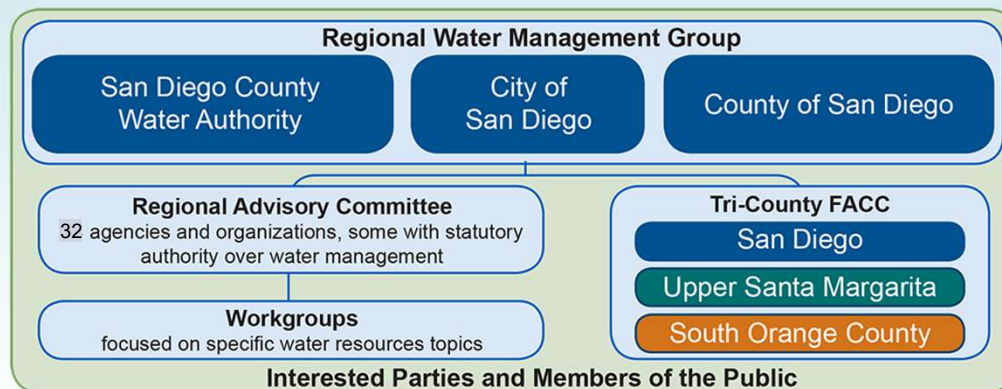 Regional Water Management Group
San Diego County
Water Authority
City of
San Diego
County of San Diego
Regional Advisory Committee
32 agencies and organizations, some with statutory
authority over water management
Workgroups
focused on specific water resources topics
Tri-County FACC
San Diego
Upper Santa Margarita
South Orange County
Interested Parties and Members of the Public